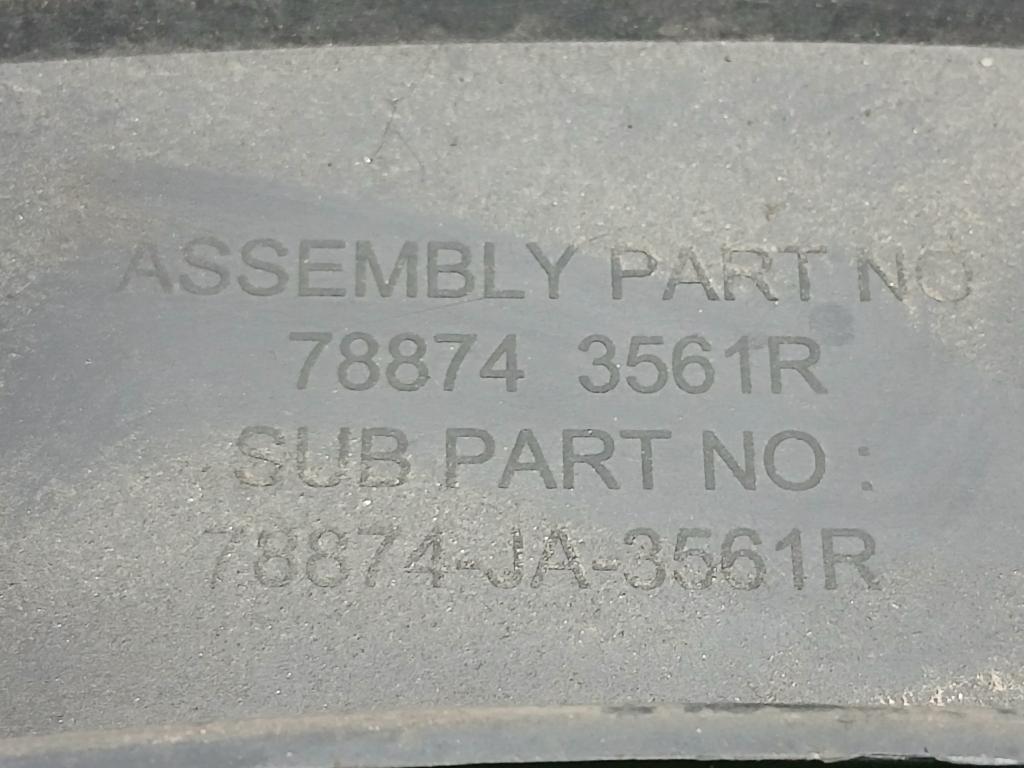 ASSEMBLY PART NO
78874 3561R
SUB PART NO :
78874-JA-3561R